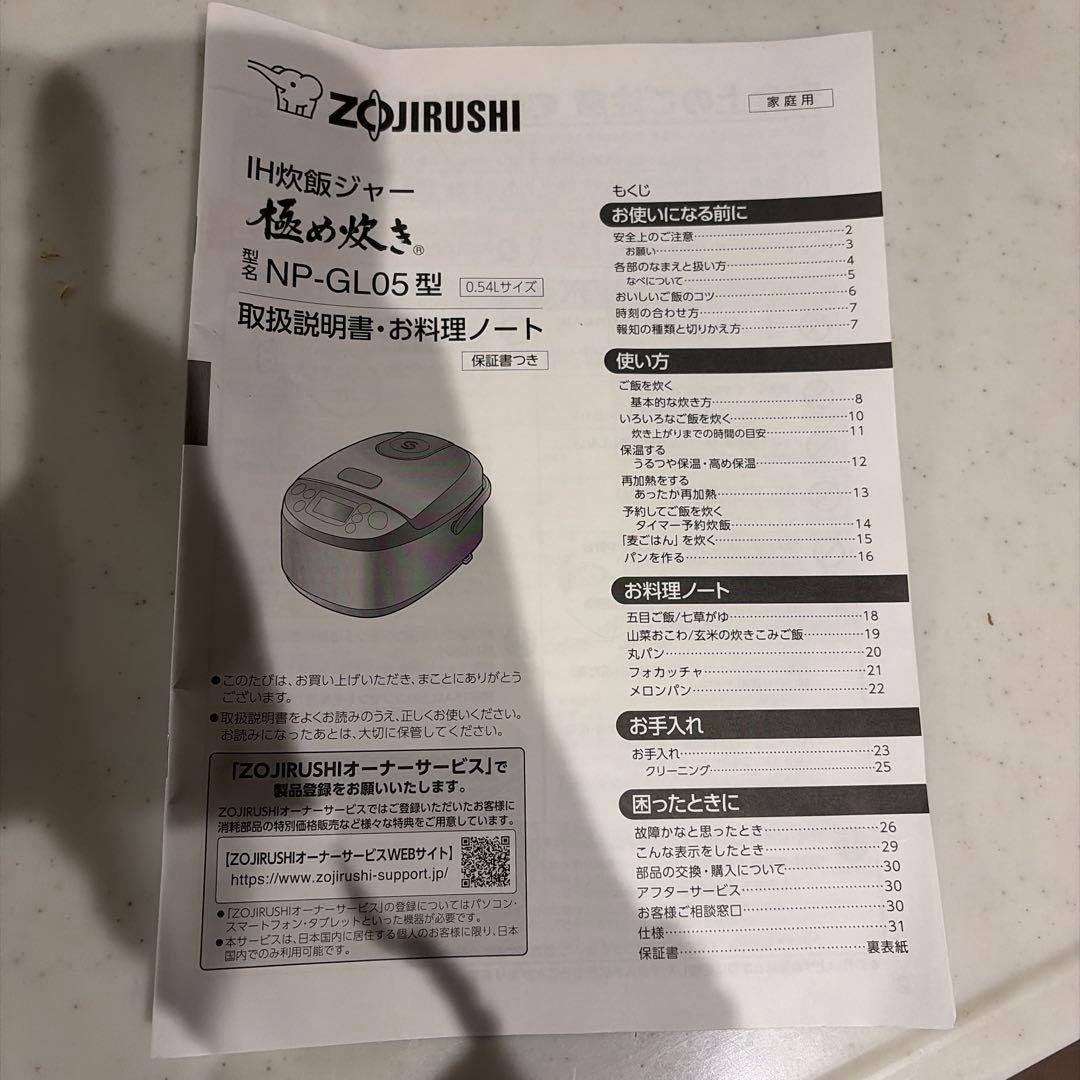 ZOJIRUSHI
IH炊飯ジャー
極め炊き®
型名 NP-GL05型 0.54Lサイズ
取扱説明書・お料理ノート
保証書つき
●このたびは、お買い上げいただき、まことにありがとう
ございます。
●取扱説明書をよくお読みのうえ、正しくお使いください。
お読みになったあとは、大切に保管してください。
「ZOJIRUSHIオーナーサービス」で
製品登録をお願いいたします。
ZOJIRUSHIオーナーサービスではご登録いただいたお客様に
消耗部品の特別価格販売など様々な特典をご用意しています。
【ZOJIRUSHIオーナーサービスWEBサイト】
https://www.zojirushi-support.jp/
●「ZOJIRUSHIオーナーサービス」の登録についてはパソコン・
スマートフォン・タブレットといった機器が必要です。
●本サービスは、日本国内に居住する個人のお客様に限り、日本
国内でのみ利用可能です。
家庭用
もくじ
お使いになる前に
安全上のご注意 2
お願い 3
各部のなまえと扱い方 4
なべについて 5
おいしいご飯のコツ 6
時刻の合わせ方 7
報知の種類と切りかえ方 7
使い方
ご飯を炊く
基本的な炊き方 8
いろいろなご飯を炊く 10
炊き上がりまでの時間の目安 11
保温する
うるつや保温・高め保温 12
再加熱をする
あったか再加熱 13
予約してご飯を炊く
タイマー予約炊飯 14
「麦ごはん」を炊く 15
パンを作る 16
お料理ノート
五目ご飯/七草がゆ 18
山菜おこわ/玄米の炊きこみご飯 19
丸パン 20
フォカッチャ 21
メロンパン 22
お手入れ
お手入れ 23
クリーニング 25
困ったときに
故障かなと思ったとき 26
こんな表示をしたとき 29
部品の交換・購入について 30
アフターサービス 30
お客様ご相談窓口 30
仕様 31
保証書 裏表紙